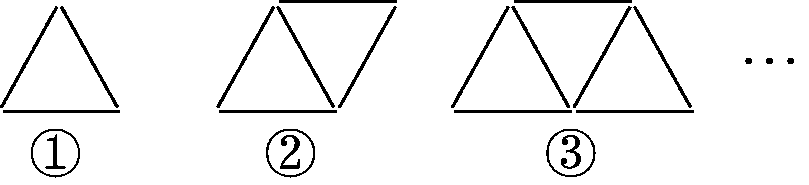 ① ② ③ ···